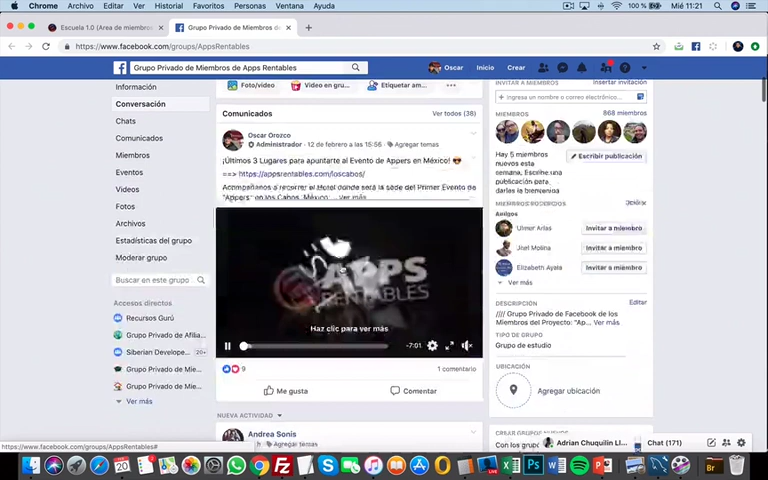 Chrome Archivo Editar Ver Historial Favoritos Personas Ventana Ayuda 100 % Mié 11:21
Escuela 1.0 (Área de miembros
Grupo Privado de Miembros de
https://www.facebook.com/groups/AppsRentables
Grupo Privado de Miembros de Apps Rentables
Oscar Inicio Crear
Información
Conversación
Chats
Comunicados
Miembros
Eventos
Videos
Fotos
Archivos
Estadísticas del grupo
Moderar grupo
Buscar en este grupo
Accesos directos
Recursos Gurú
Grupo Privado de Afilia...
Siberian Develope... 20+
Grupo Privado de Mie...
Grupo Privado de Mie...
Ver más
Foto/video Video en gru... Etiquetar am...
Comunicados Ver todos (38)
Oscar Orozco
Administrador · 12 de febrero a las 15:56 · Agregar temas
¡Últimos 3 Lugares para apuntarte al Evento de Appers en México!
==> https://appsrentables.com/loscabos/
Acompáñanos a recorrer el Hotel donde será la sede del Primer Evento de
"Appers" en los Cabos, México: ... Ver más
APPS
RENTABLES
Haz clic para ver más
-7:01
9 1 comentario
Me gusta Comentar
NUEVA ACTIVIDAD
Andrea Sonis
Agregar temas
INVITAR A MIEMBRO Insertar invitación
+ Ingresa un nombre o correo electrónico...
MIEMBROS 868 miembros
Hay 5 miembros
nuevos esta
semana. Escribe una
publicación para
darles la bienvenida
Escribir publicación
Amigos
Ulmer Arias Invitar a miembro
Jhel Molina Invitar a miembro
Elizabeth Ayala Invitar a miembro
Ver más
DESCRIPCIÓN Editar
//// Grupo Privado de Facebook de los
Miembros del Proyecto: "Ap... Ver más
TIPO DE GRUPO
Grupo de estudio
UBICACIÓN
Agregar ubicación
CREAR GRUPOS
Con los grupo
Adrian Chuquilin Ll...
Chat (171)
https://www.facebook.com/groups/AppsRentables#
20